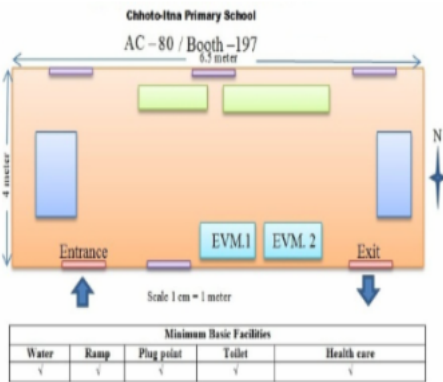 Chhoto-Itna Primary School
AC -80 / Booth -197
6.5 meter
4 meter
N
EVM.1 EVM. 2
Entrance Exit
Scale 1 cm = 1 meter
Minimum Basic Facilities
Water Ramp Plug point Toilet Health care
√ √ √ √ √